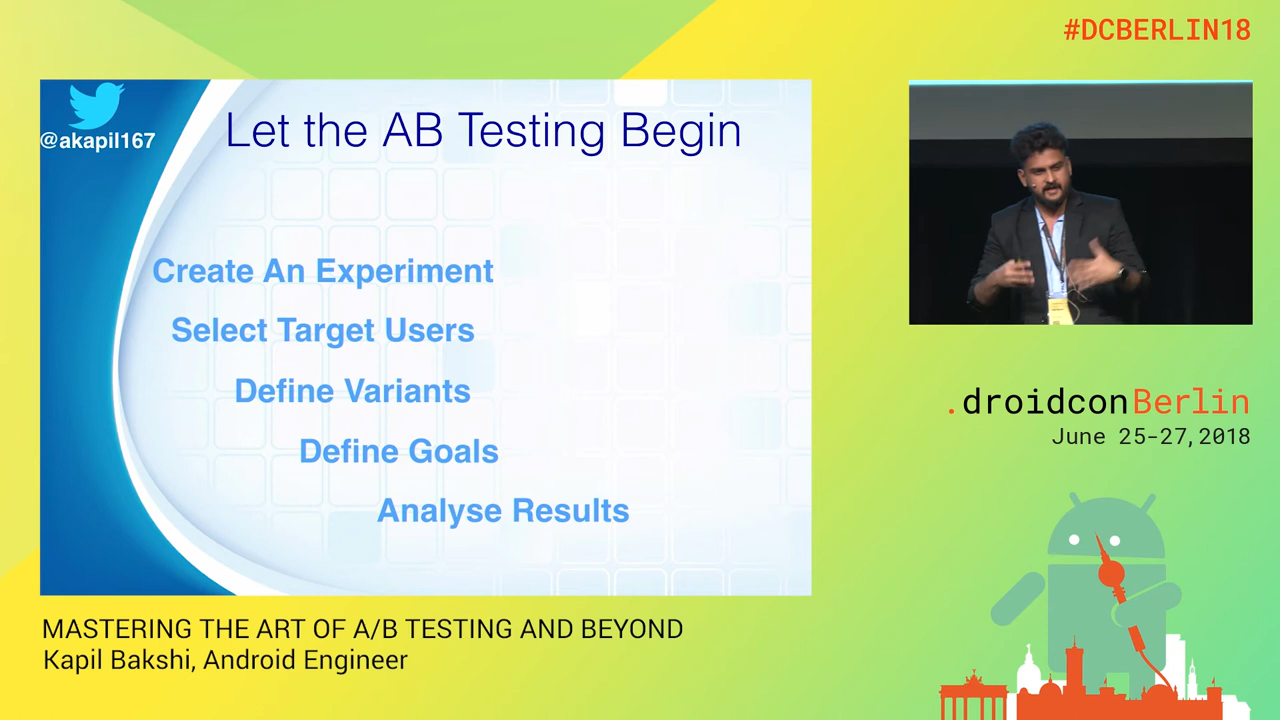 #DCBERLIN18
@akapil167
Let the AB Testing Begin
Create An Experiment
Select Target Users
Define Variants
Define Goals
Analyse Results
.droidconBerlin
June 25-27, 2018
MASTERING THE ART OF A/B TESTING AND BEYOND
Kapil Bakshi, Android Engineer